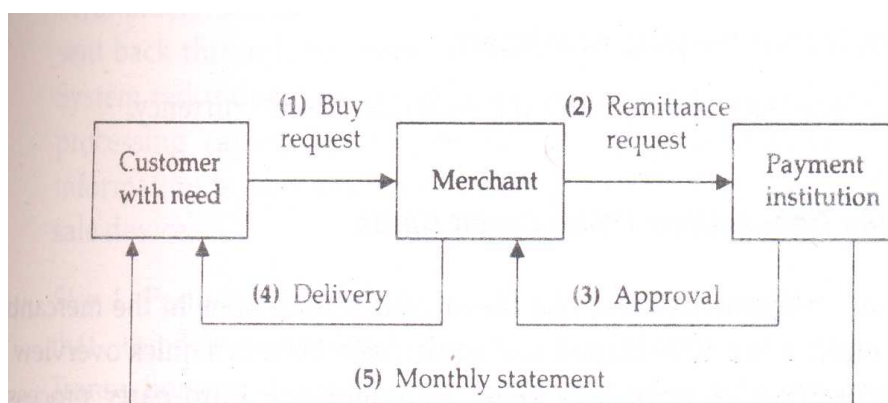 (1) Buy
request
(2) Remittance
request
Customer
with need
Merchant
Payment
institution
(4) Delivery
(3) Approval
(5) Monthly statement